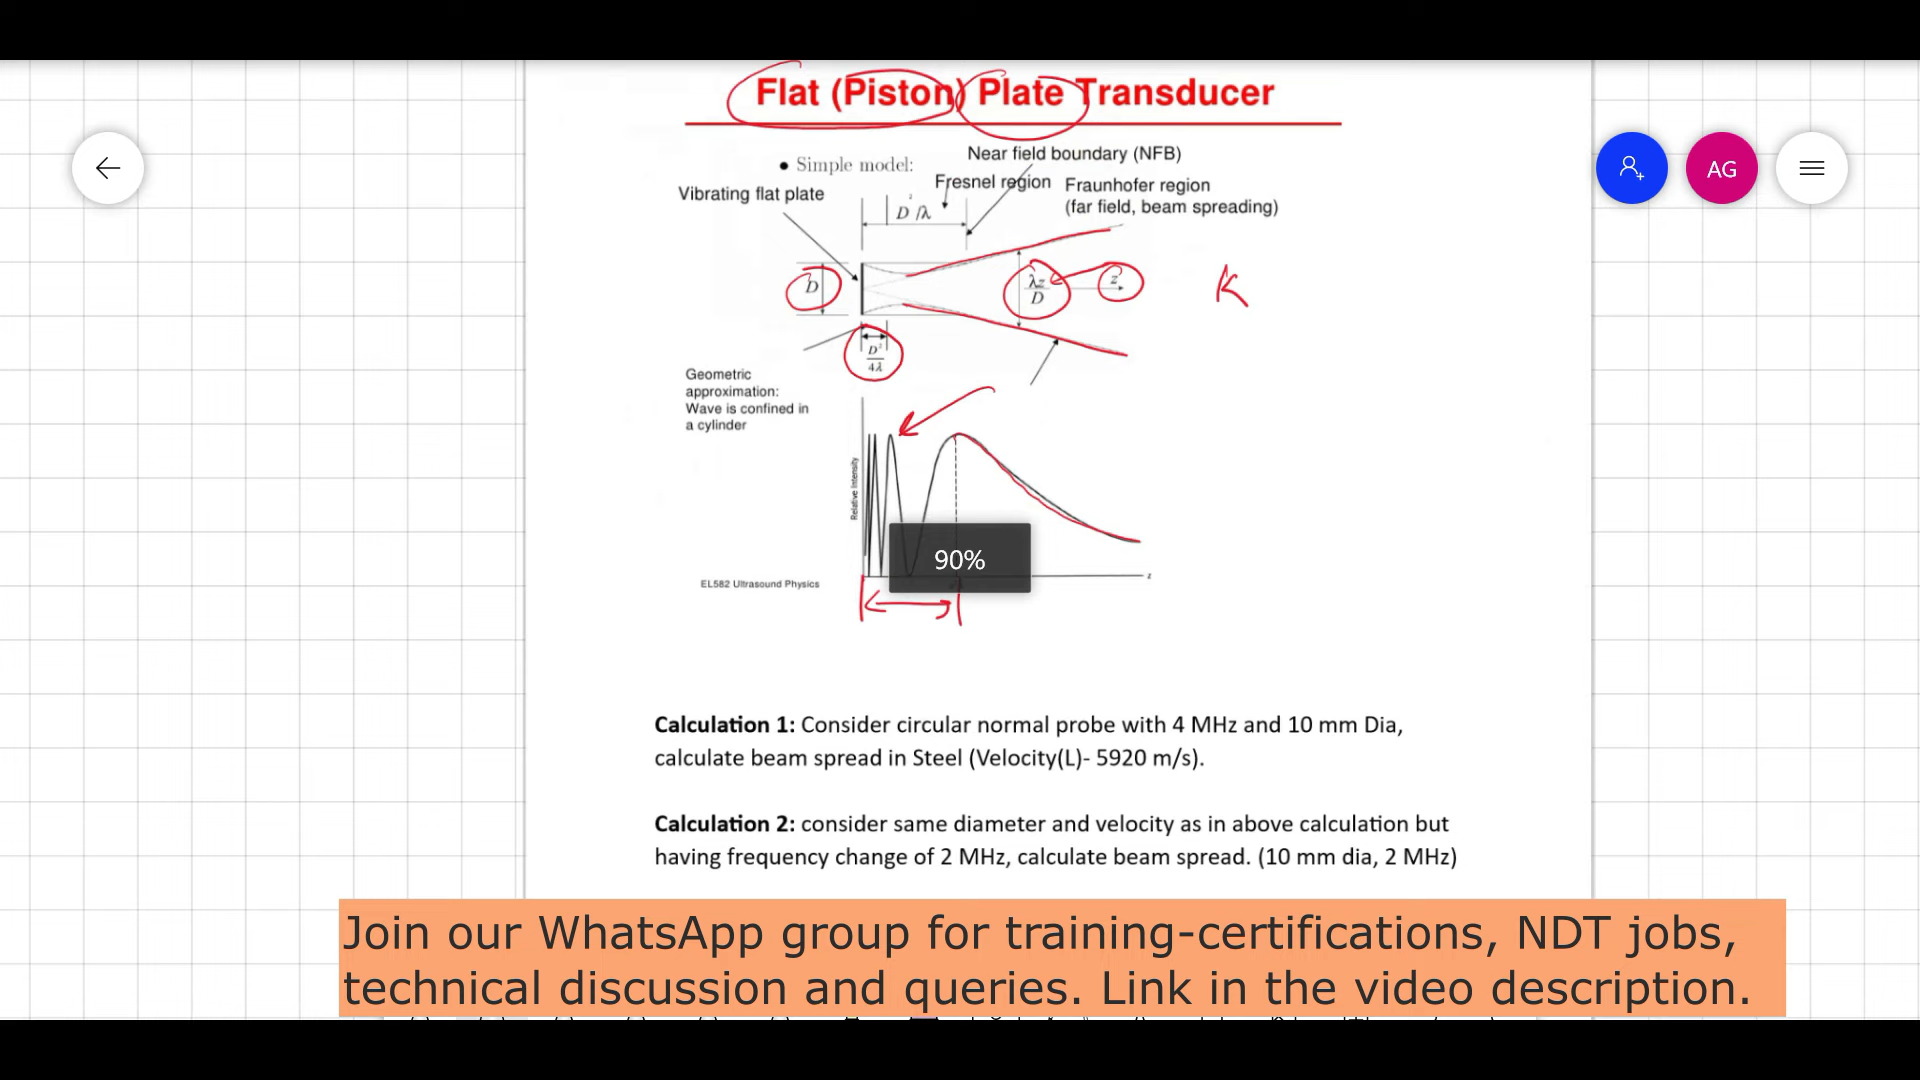 Flat (Piston) Plate Transducer
Near field boundary (NFB)
• Simple model:
Fresnel region
Fraunhofer region
(far field, beam spreading)
Vibrating flat plate
D²/λ
AG
D
λz
D
z
K
D²
4λ
Geometric
approximation:
Wave is confined in
a cylinder
Relative Intensity
90%
z
EL582 Ultrasound Physics
Calculation 1: Consider circular normal probe with 4 MHz and 10 mm Dia,
calculate beam spread in Steel (Velocity(L)- 5920 m/s).
Calculation 2: consider same diameter and velocity as in above calculation but
having frequency change of 2 MHz, calculate beam spread. (10 mm dia, 2 MHz)
Join our WhatsApp group for training-certifications, NDT jobs,
technical discussion and queries. Link in the video description.